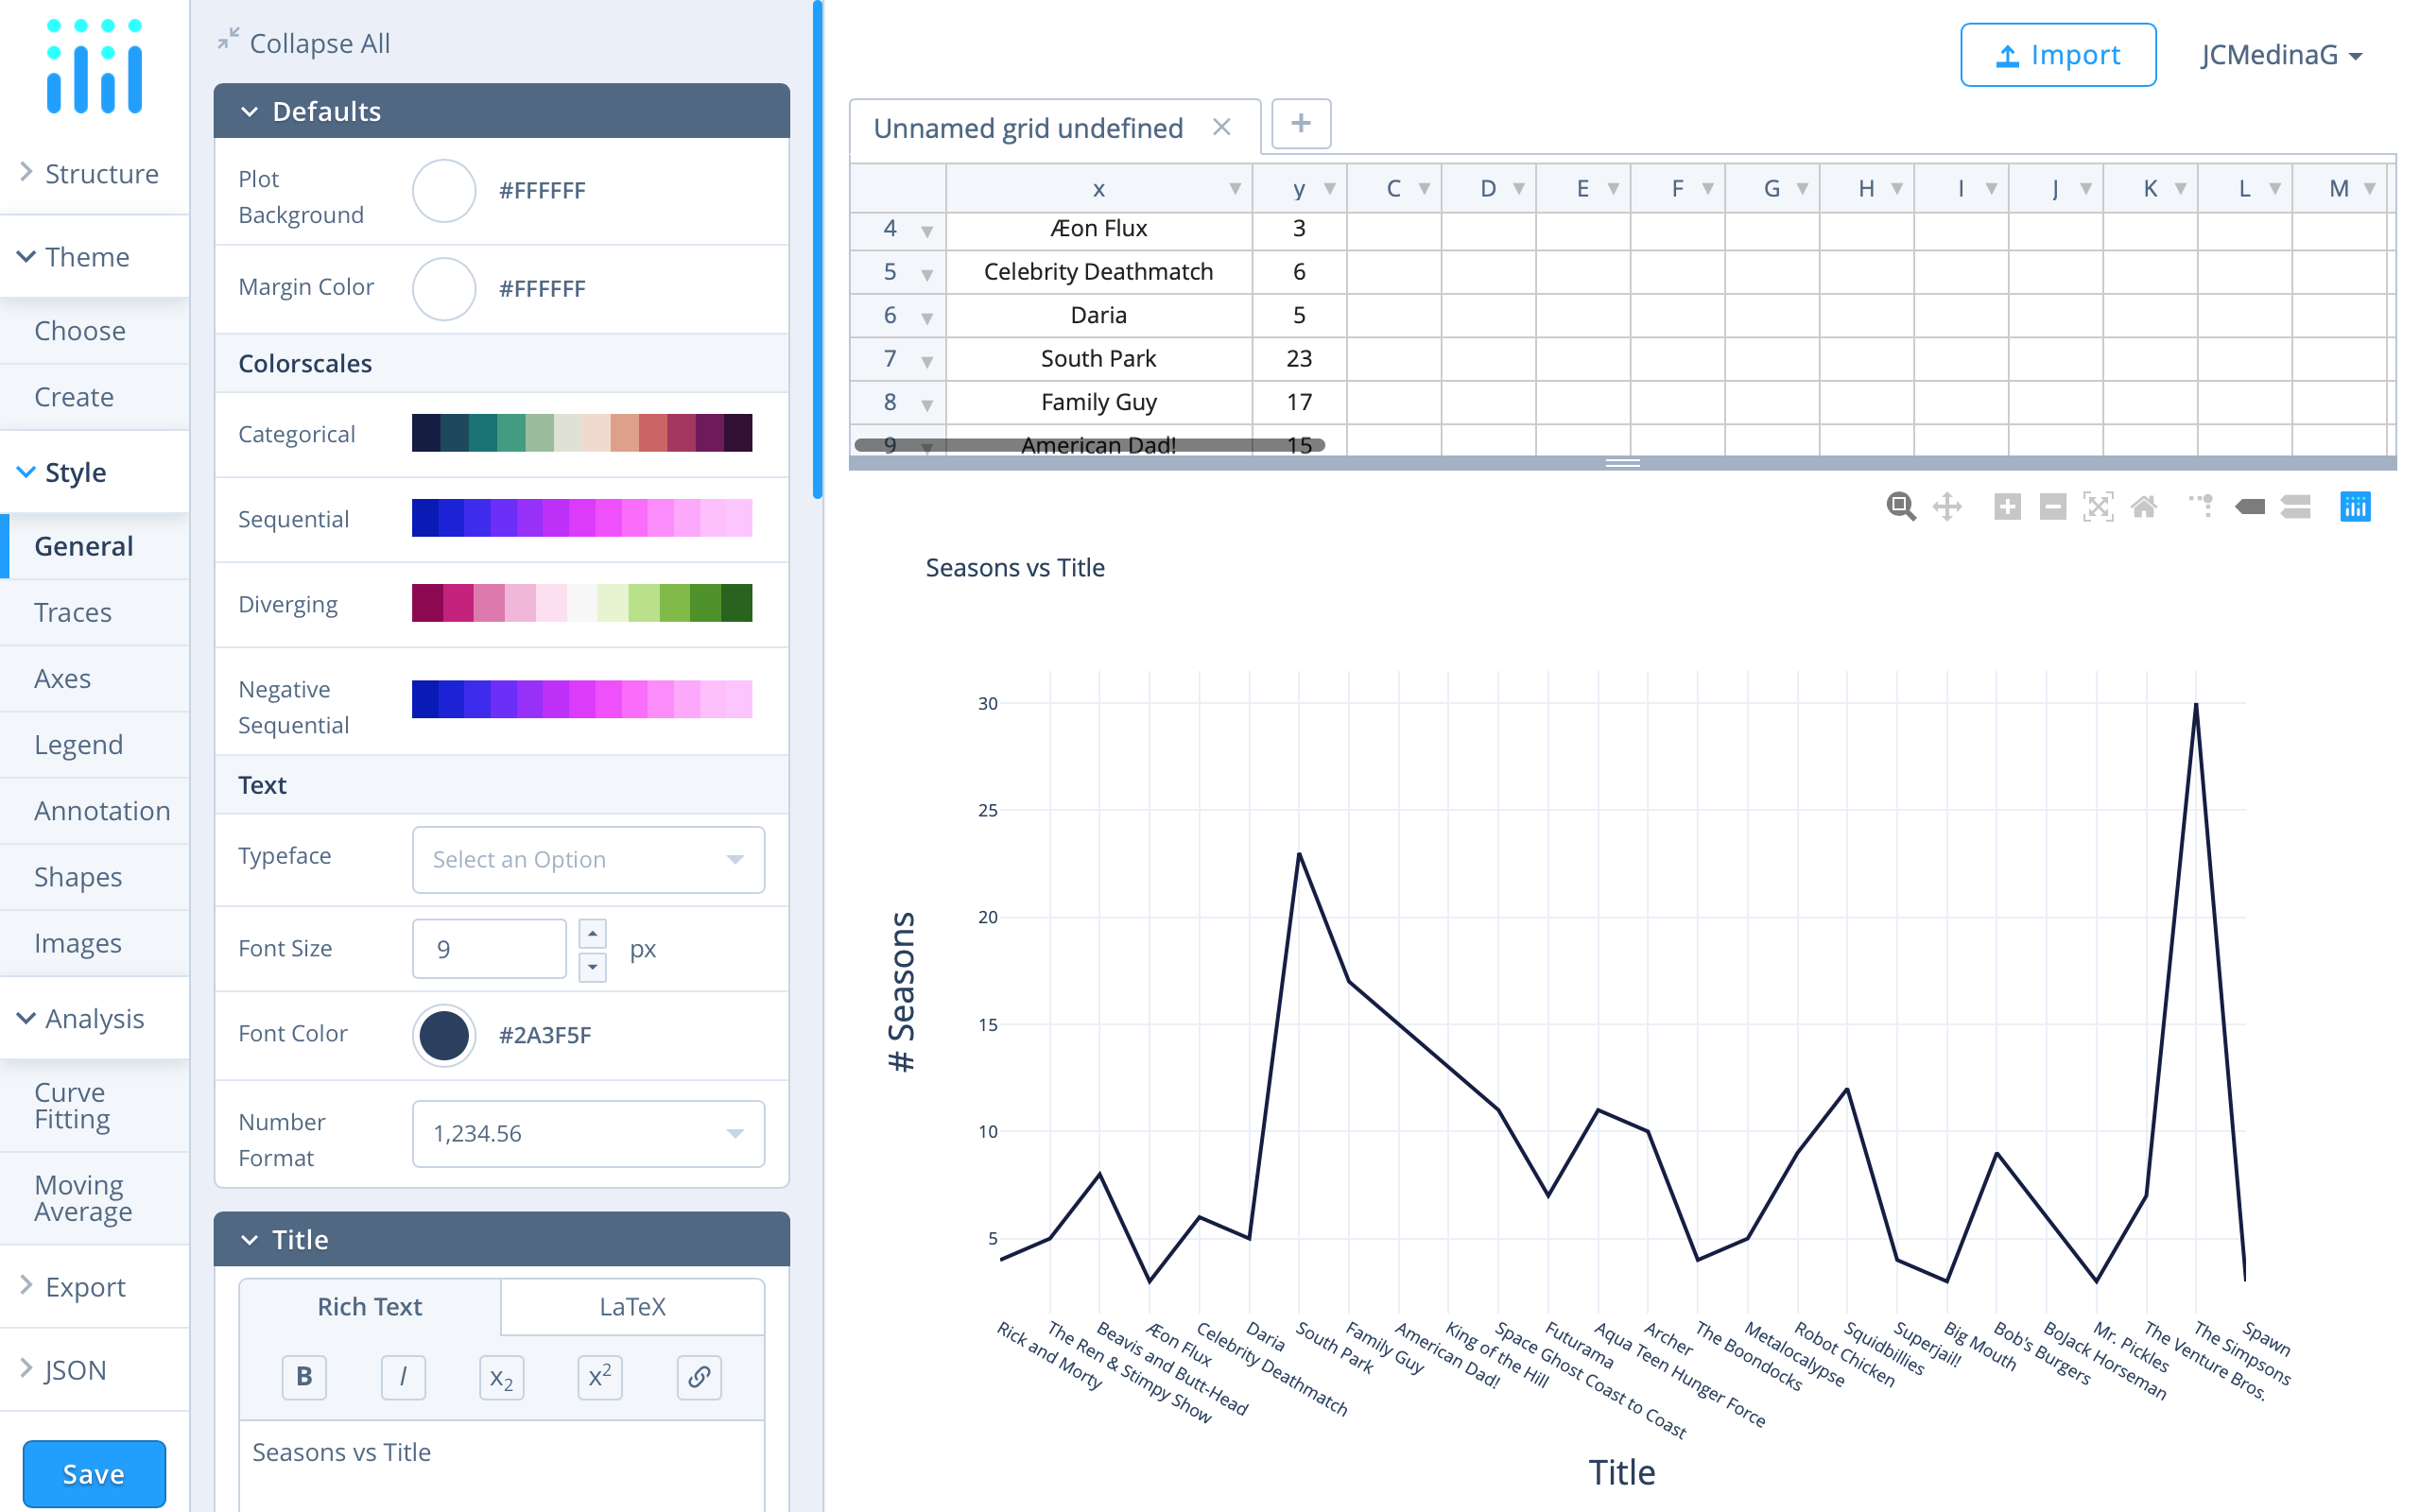 Structure
Theme
Choose
Create
Style
General
Traces
Axes
Legend
Annotation
Shapes
Images
Analysis
Curve
Fitting
Moving
Average
Export
JSON
Save
Collapse All
Defaults
Plot
Background
#FFFFFF
Margin Color
#FFFFFF
Colorscales
Categorical
Sequential
Diverging
Negative
Sequential
Text
Typeface
Select an Option
Font Size
9
px
Font Color
#2A3F5F
Number
Format
1,234.56
Title
Rich Text
LaTeX
B
I
x2
x2
Seasons vs Title
Import
JCMedinaG
Unnamed grid undefined
x y C D E F G H I J K L M
4 Æon Flux 3
5 Celebrity Deathmatch 6
6 Daria 5
7 South Park 23
8 Family Guy 17
9 American Dad! 15
Seasons vs Title
# Seasons
30
25
20
15
10
5
Rick and Morty
The Ren & Stimpy Show
Beavis and Butt-Head
Æon Flux
Celebrity Deathmatch
Daria
South Park
Family Guy
American Dad!
King of the Hill
Space Ghost Coast to Coast
Futurama
Aqua Teen Hunger Force
Archer
The Boondocks
Metalocalypse
Robot Chicken
Squidbillies
Superjail!
Big Mouth
Bob's Burgers
BoJack Horseman
Mr. Pickles
The Venture Bros.
The Simpsons
Spawn
Title